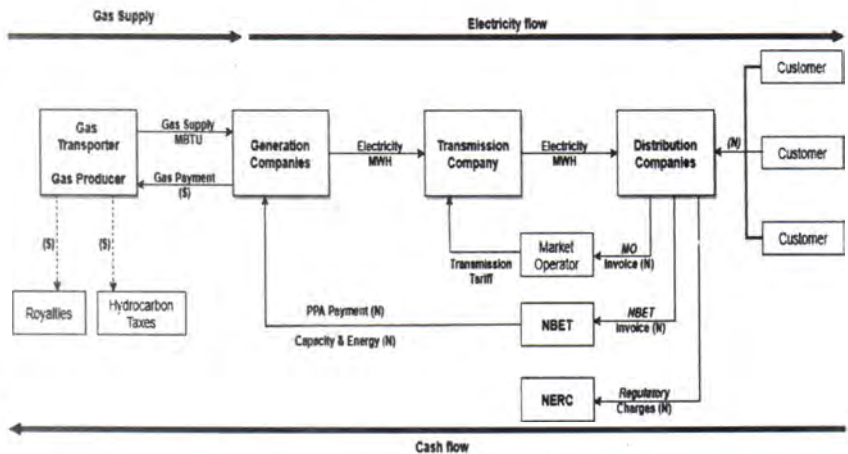 Gas Supply
Electricity flow
Customer
Gas
Transporter
Gas Producer
Gas Supply
MBTU
Gas Payment
($)
Generation
Companies
Electricity
MWH
Transmission
Company
Electricity
MWH
Distribution
Companies
(N)
Customer
Customer
($)
($)
Royalties
Hydrocarbon
Taxes
Transmission
Tariff
Market
Operator
MO
Invoice (N)
PPA Payment (N)
Capacity & Energy (N)
NBET
NBET
Invoice (N)
NERC
Regulatory
Charges (N)
Cash flow